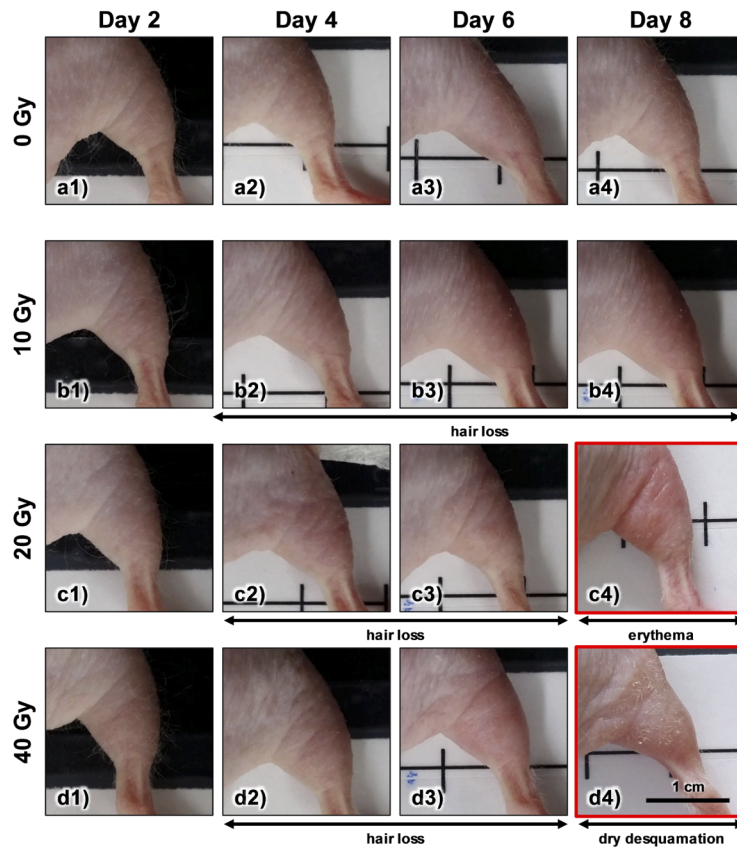 Day 2 Day 4 Day 6 Day 8
0 Gy
a1) a2) a3) a4)
10 Gy
b1) b2) b3) b4)
hair loss
20 Gy
c1) c2) c3) c4)
hair loss erythema
40 Gy
d1) d2) d3) d4)
1 cm
hair loss dry desquamation